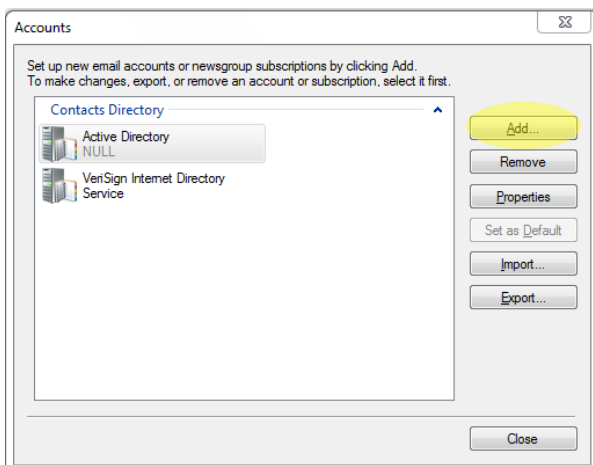 Accounts
Set up new email accounts or newsgroup subscriptions by clicking Add.
To make changes, export, or remove an account or subscription, select it first.
Contacts Directory
Active Directory
NULL
VeriSign Internet Directory
Service
Add...
Remove
Properties
Set as Default
Import...
Export...
Close